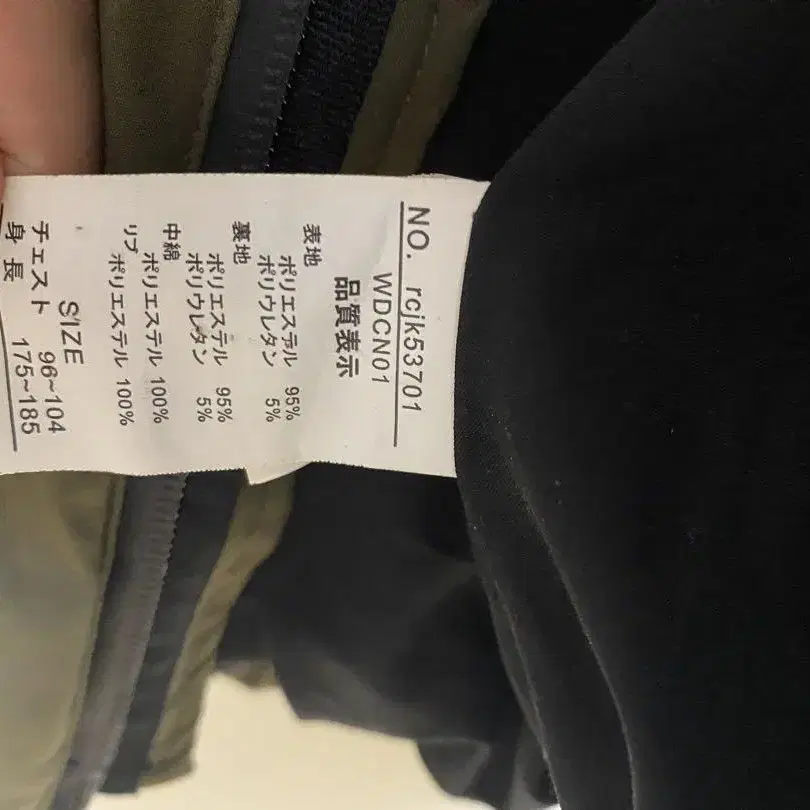 NO. rcjk53701
WDCN01
品質表示
表地
ポリエステル 95%
ポリウレタン 5%
裏地
ポリエステル 95%
ポリウレタン 5%
中綿
ポリエステル 100%
リブ
ポリエステル 100%
SIZE
チェスト 96~104
身長 175~185